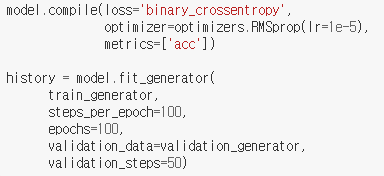 model.compile(loss='binary_crossentropy',
              optimizer=optimizers.RMSprop(lr=1e-5),
              metrics=['acc'])

history = model.fit_generator(
      train_generator,
      steps_per_epoch=100,
      epochs=100,
      validation_data=validation_generator,
      validation_steps=50)